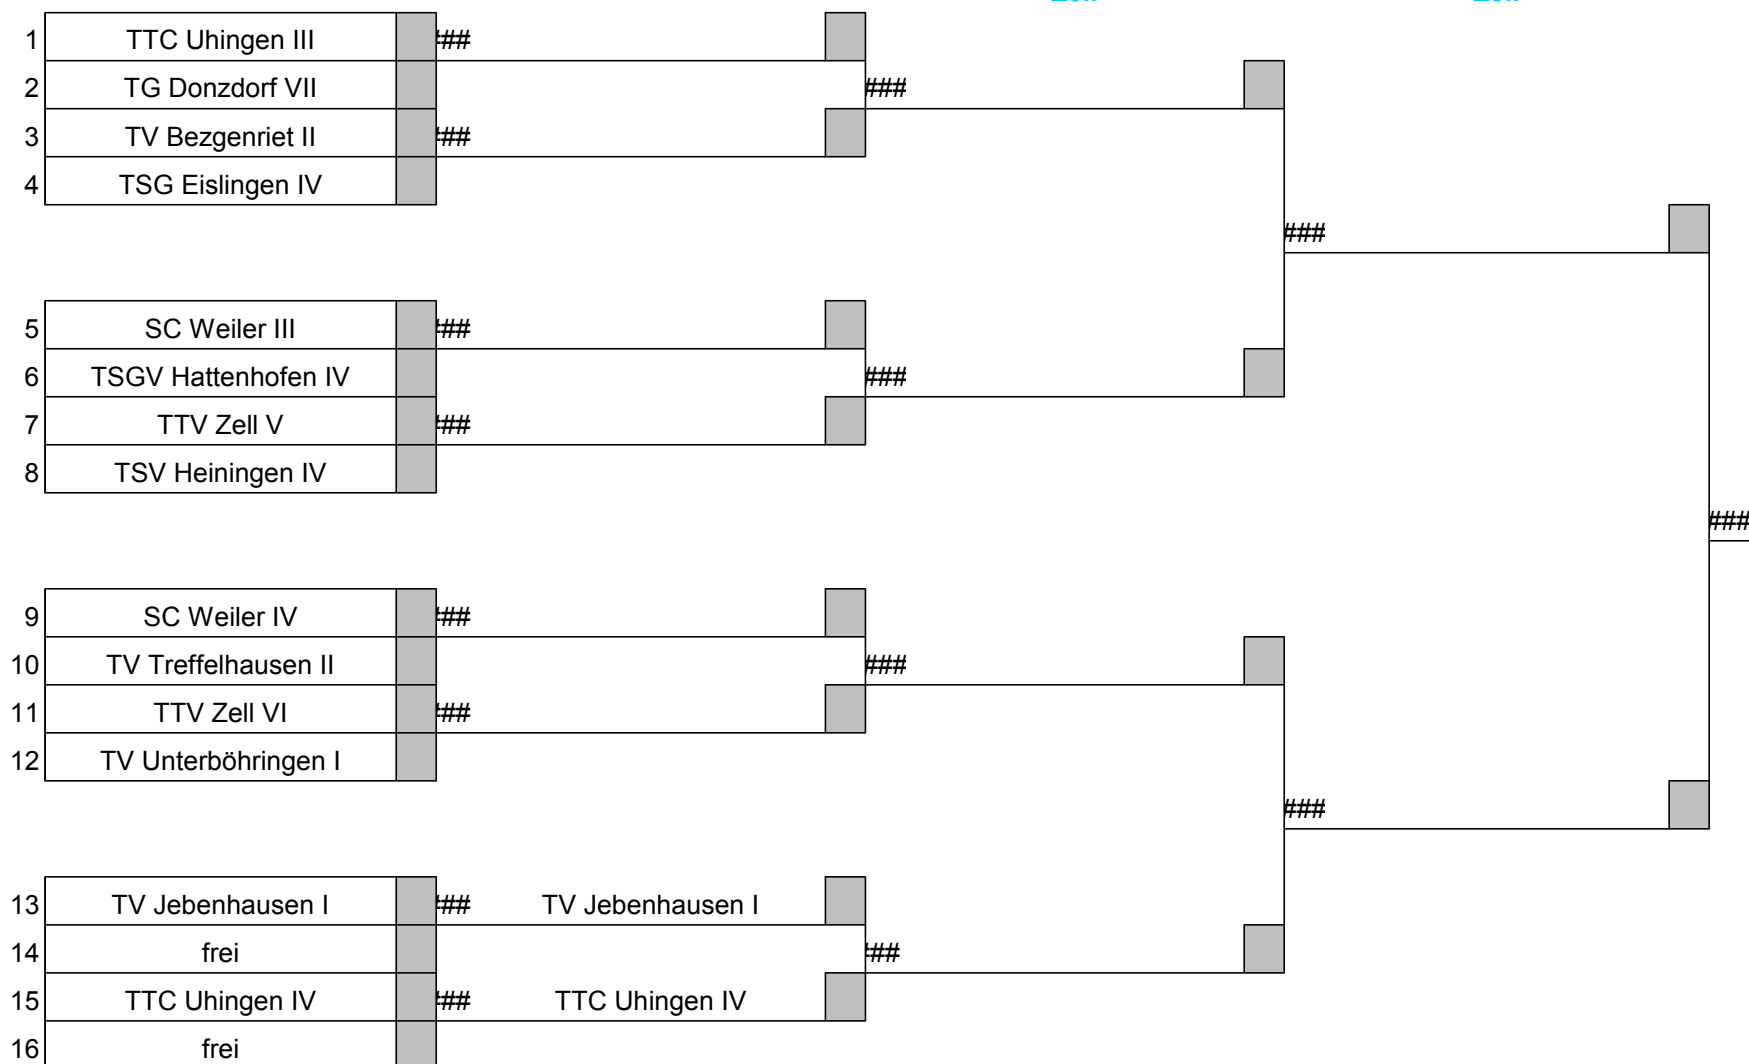 1 TTC Uhingen III ###
2 TG Donzdorf VII ###
3 TV Bezgenriet II ###
4 TSG Eislingen IV
###
5 SC Weiler III ###
6 TSGV Hattenhofen IV ###
7 TTV Zell V ###
8 TSV Heiningen IV
###
9 SC Weiler IV ###
10 TV Treffelhausen II ###
11 TTV Zell VI ###
12 TV Unterböhringen I
###
13 TV Jebenhausen I ### TV Jebenhausen I
14 frei ###
15 TTC Uhingen IV ### TTC Uhingen IV
16 frei